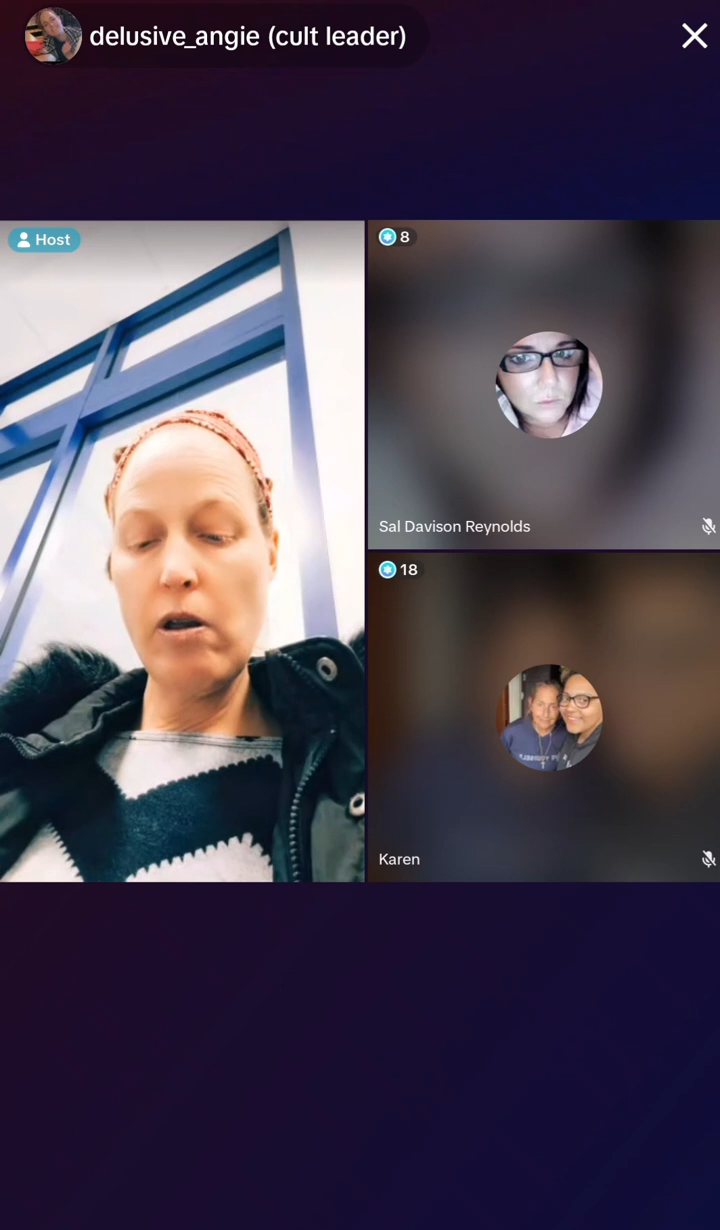 delusive_angie (cult leader)
Host
8
Sal Davison Reynolds
18
Karen